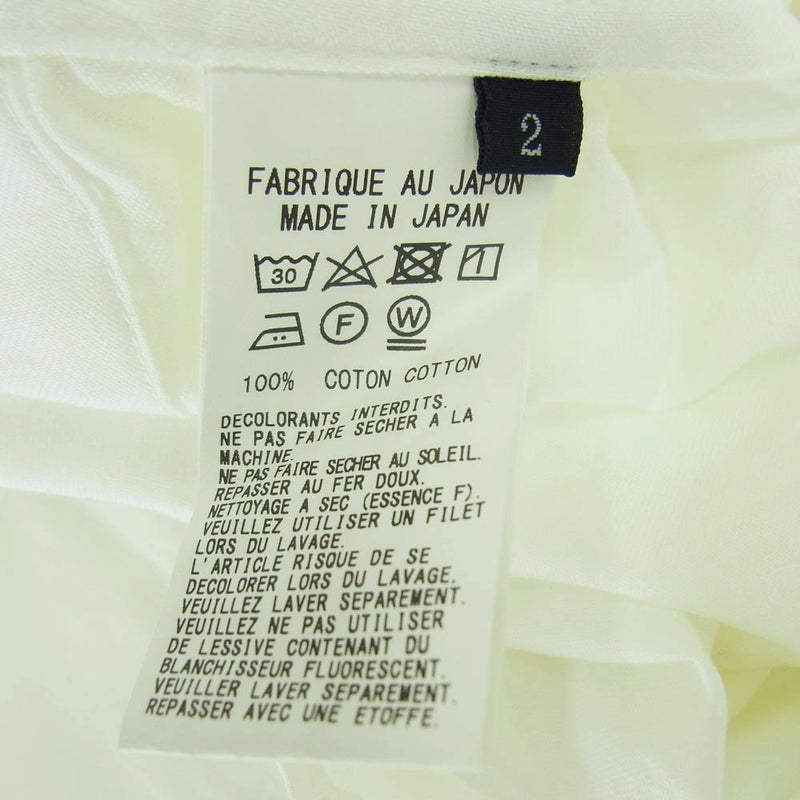 2
FABRIQUE AU JAPON
MADE IN JAPAN
30
F W
100% COTON COTTON
DECOLORANTS INTERDITS.
NE PAS FAIRE SECHER A LA
MACHINE.
NE PAS FAIRE SECHER AU SOLEIL.
REPASSER AU FER DOUX.
NETTOYAGE A SEC (ESSENCE F).
VEUILLEZ UTILISER UN FILET
LORS DU LAVAGE.
L'ARTICLE RISQUE DE SE
DECOLORER LORS DU LAVAGE.
VEUILLEZ LAVER SEPAREMENT.
VEUILLEZ NE PAS UTILISER
DE LESSIVE CONTENANT DU
BLANCHISSEUR FLUORESCENT.
VEUILLER LAVER SEPAREMENT.
REPASSER AVEC UNE ETOFFE.